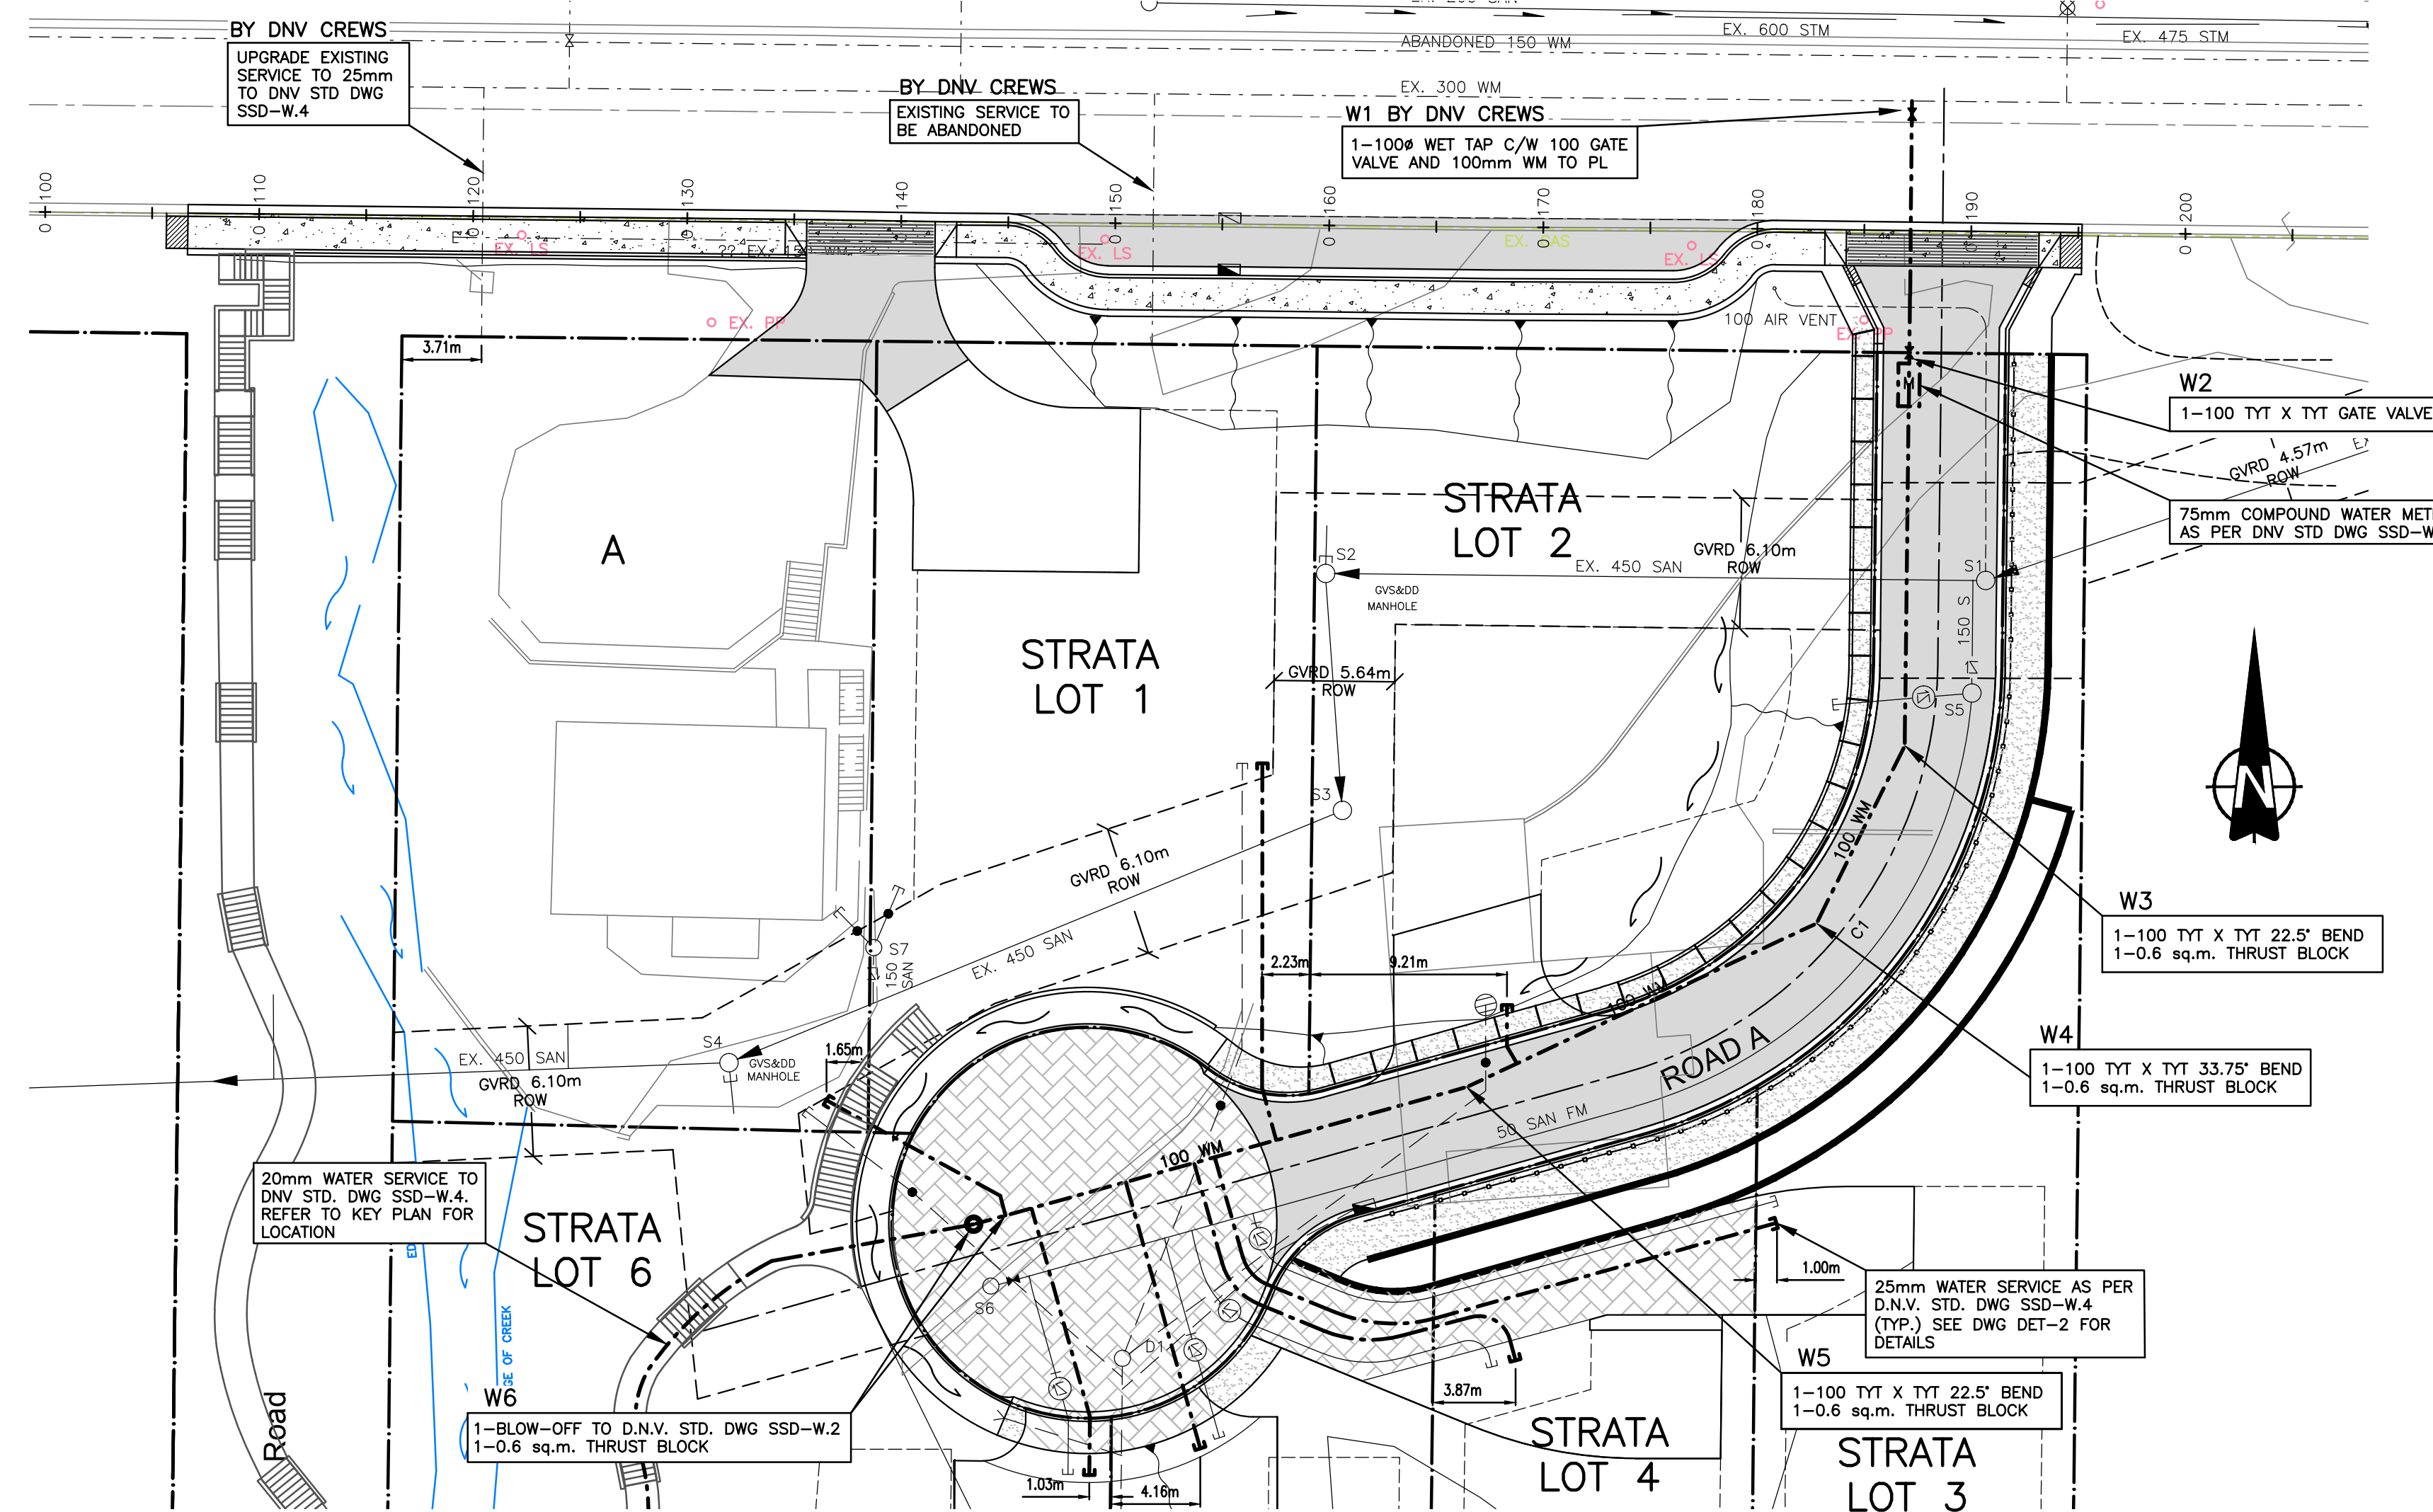 BY DNV CREWS
UPGRADE EXISTING
SERVICE TO 25mm
TO DNV STD DWG
SSD-W.4
BY DNV CREWS
EXISTING SERVICE TO
BE ABANDONED
EX. 600 STM
EX. 475 STM
ABANDONED 150 WM
EX. 300 WM
W1 BY DNV CREWS
1-100ø WET TAP C/W 100 GATE
VALVE AND 100mm WM TO PL
0 100
0 110
0 120
0 130
0 140
0 150
0 160
0 170
0 180
0 190
0 200
EX. LS
EX. LS
EX. GAS
EX. LS
EX. PP
100 AIR VENT
EX. PP
3.71m
M
W2
1-100 TYT X TYT GATE VALVE
GVRD 4.57m
ROW
75mm COMPOUND WATER
AS PER DNV STD DWG
A
STRATA
LOT 2
GVRD 6.10m
ROW
S2
EX. 450 SAN
S1
GVS&DD
MANHOLE
150 S
STRATA
LOT 1
GVRD 5.64m
ROW
S5
S3
N
100 WM
GVRD 6.10m
ROW
W3
1-100 TYT X TYT 22.5° BEND
1-0.6 sq.m. THRUST BLOCK
C1
S7
150
SAN
EX. 450 SAN
2.23m
9.21m
100 WM
W4
1-100 TYT X TYT 33.75° BEND
1-0.6 sq.m. THRUST BLOCK
S4
1.65m
EX. 450 SAN
GVS&DD
MANHOLE
GVRD 6.10m
ROW
ROAD A
50 SAN FM
100 WM
20mm WATER SERVICE TO
DNV STD. DWG SSD-W.4.
REFER TO KEY PLAN FOR
LOCATION
STRATA
LOT 6
S6
D1
1.00m
25mm WATER SERVICE AS PER
D.N.V. STD. DWG SSD-W.4
(TYP.) SEE DWG DET-2 FOR
DETAILS
W5
1-100 TYT X TYT 22.5° BEND
1-0.6 sq.m. THRUST BLOCK
3.87m
W6
1-BLOW-OFF TO D.N.V. STD. DWG SSD-W.2
1-0.6 sq.m. THRUST BLOCK
OF CREEK
Road
1.03m
4.16m
STRATA
LOT 4
STRATA
LOT 3